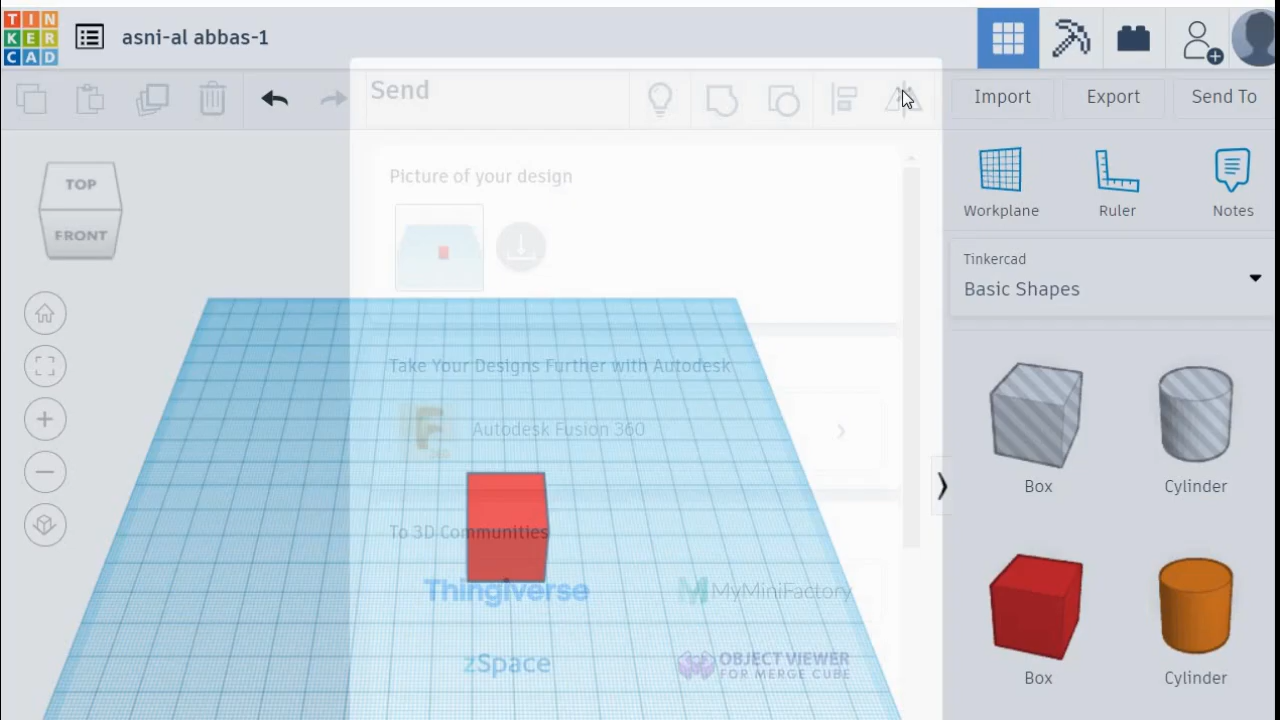 TIN
KER
CAD
asni-al abbas-1
Send
Import
Export
Send To
TOP
FRONT
Picture of your design
Workplane
Ruler
Notes
Tinkercad
Basic Shapes
Take Your Designs Further with Autodesk
Autodesk Fusion 360
Box
Cylinder
To 3D Communities
Thingiverse
MyMiniFactory
zSpace
OBJECT VIEWER
FOR MERGE CUBE
Box
Cylinder